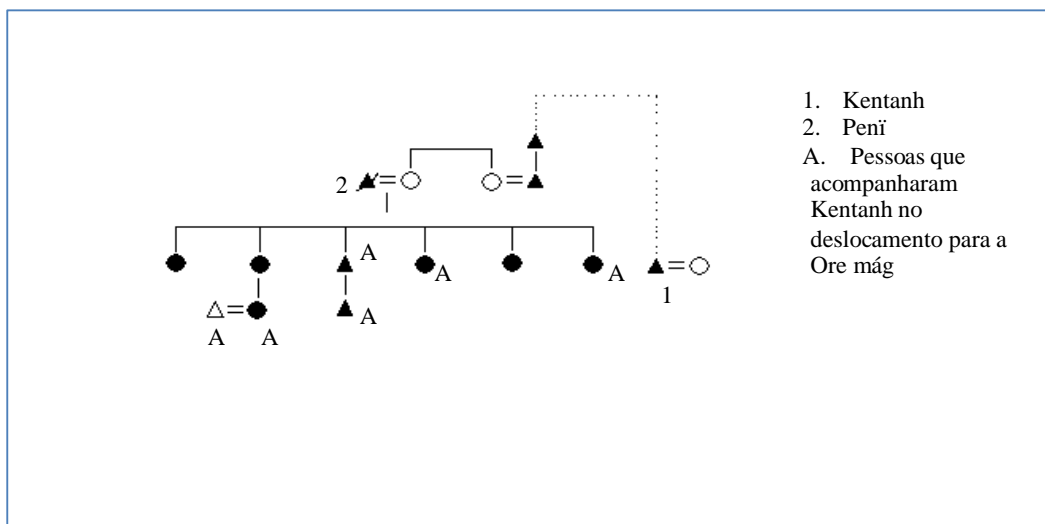 1. Kentanh
2. Penï
A. Pessoas que
acompanharam
Kentanh no
deslocamento para a
Ore mág
2
A
A
A
1
A
A
A